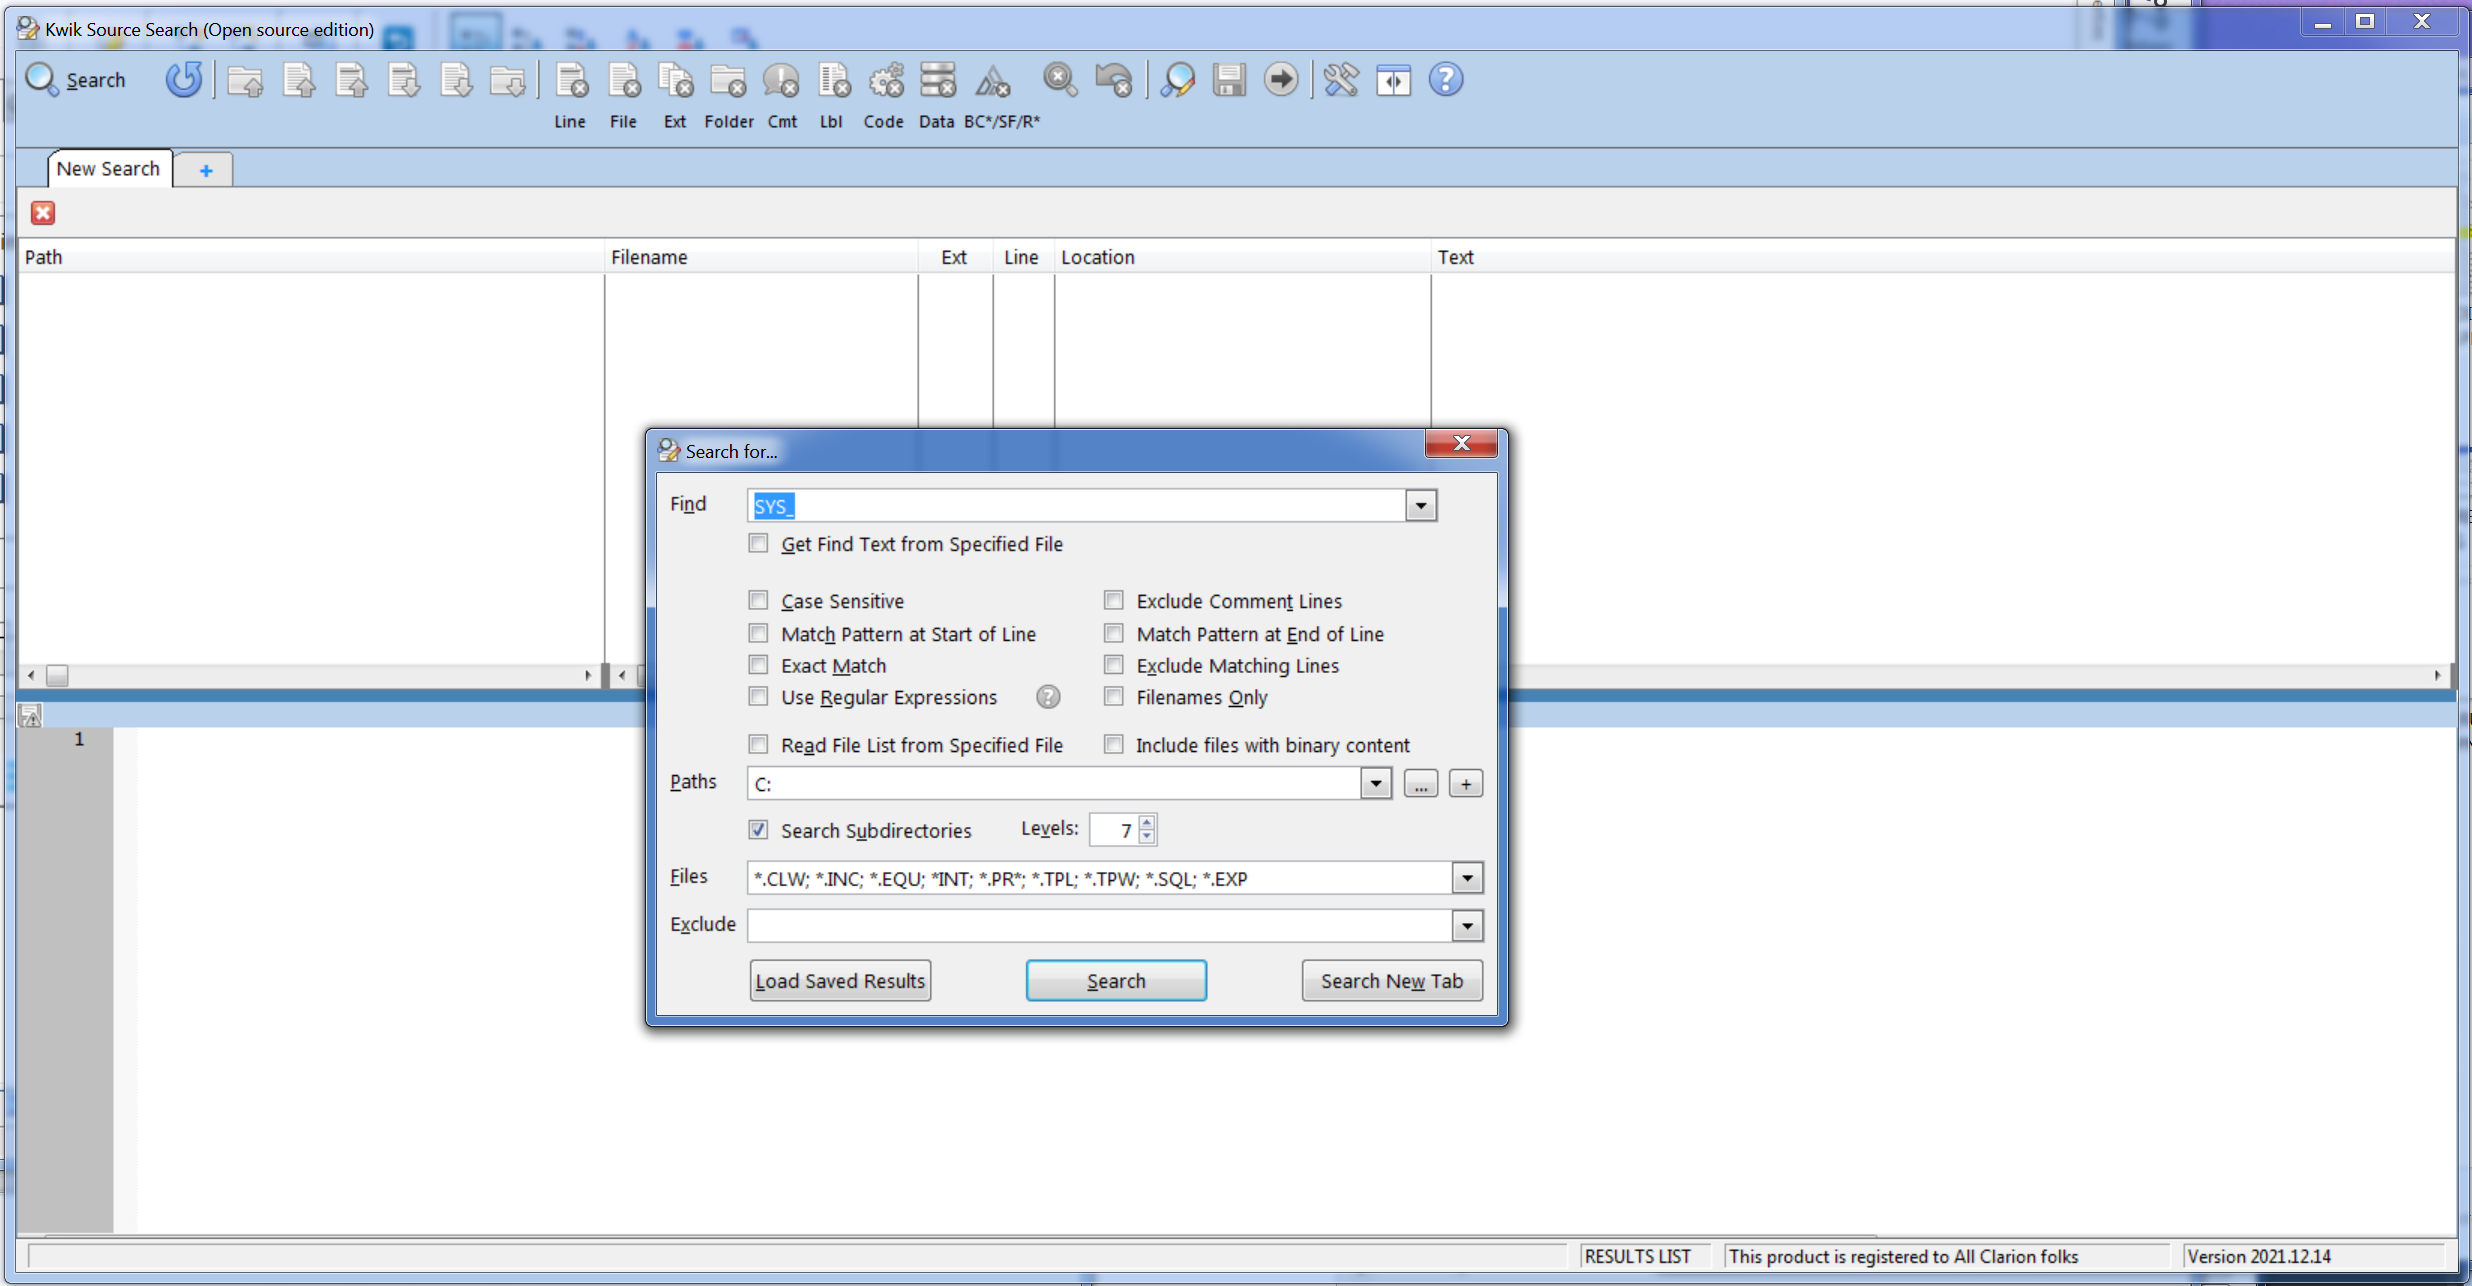 Kwik Source Search (Open source edition)
Search
Line File Ext Folder Cmt Lbl Code Data BC*/SF/R*
New Search +
Path Filename Ext Line Location Text
Search for...
Find SYS_
Get Find Text from Specified File
Case Sensitive Exclude Comment Lines
Match Pattern at Start of Line Match Pattern at End of Line
Exact Match Exclude Matching Lines
Use Regular Expressions ? Filenames Only
Read File List from Specified File Include files with binary content
Paths C: ... +
Search Subdirectories Levels: 7
Files *.CLW; *.INC; *.EQU; *INT; *.PR*; *.TPL; *.TPW; *.SQL; *.EXP
Exclude
Load Saved Results Search Search New Tab
1
RESULTS LIST This product is registered to All Clarion folks Version 2021.12.14